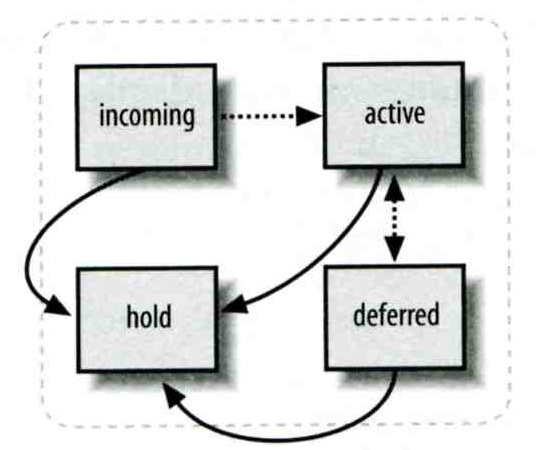 incoming
active
hold
deferred